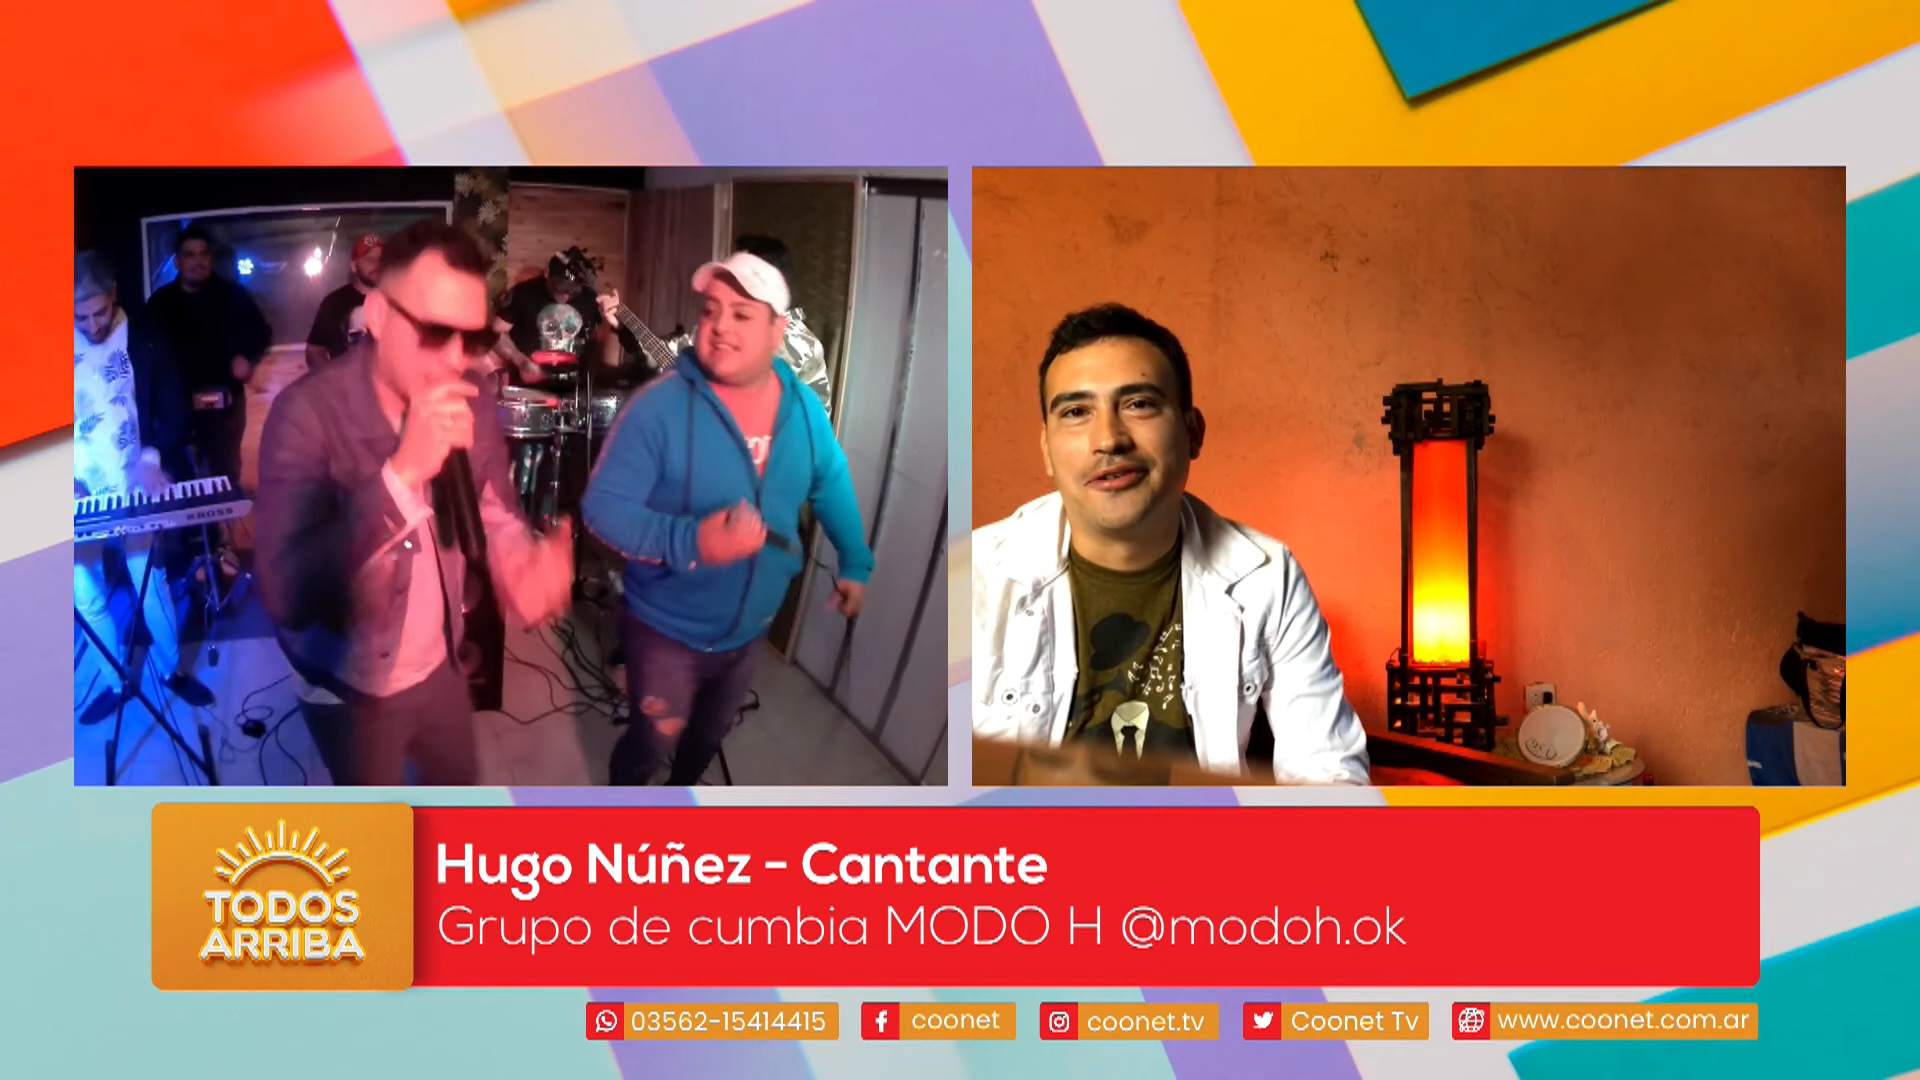 KROSS
TODOS
ARRIBA
Hugo Núñez - Cantante
Grupo de cumbia MODO H @modoh.ok
03562-15414415
coonet
coonet.tv
Coonet Tv
www.coonet.com.ar